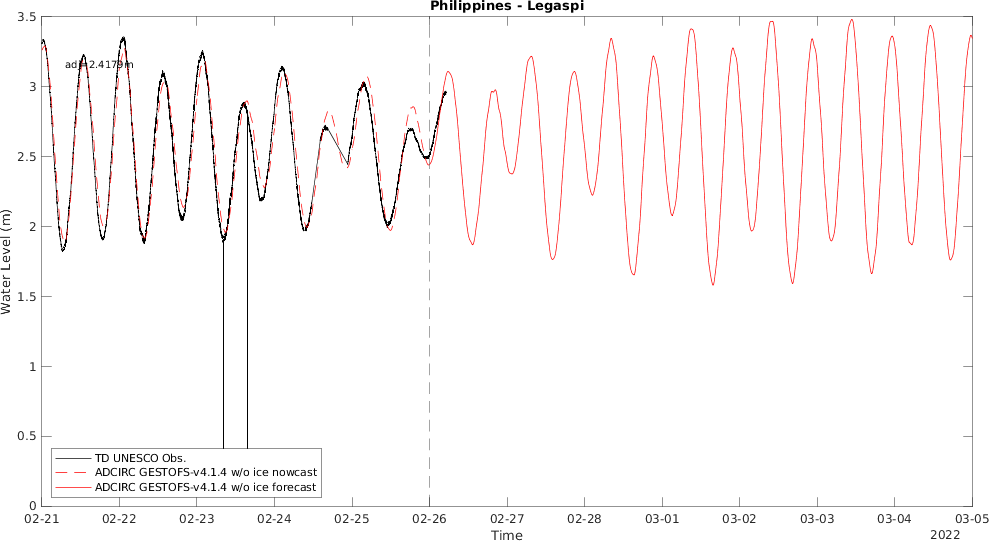 Philippines - Legaspi
adj=2.4179m
Water Level (m)
3.5
3
2.5
2
1.5
1
0.5
0
TD UNESCO Obs.
ADCIRC GESTOFS-v4.1.4 w/o ice nowcast
ADCIRC GESTOFS-v4.1.4 w/o ice forecast
02-21 02-22 02-23 02-24 02-25 02-26 02-27 02-28 03-01 03-02 03-03 03-04 03-05
Time
2022